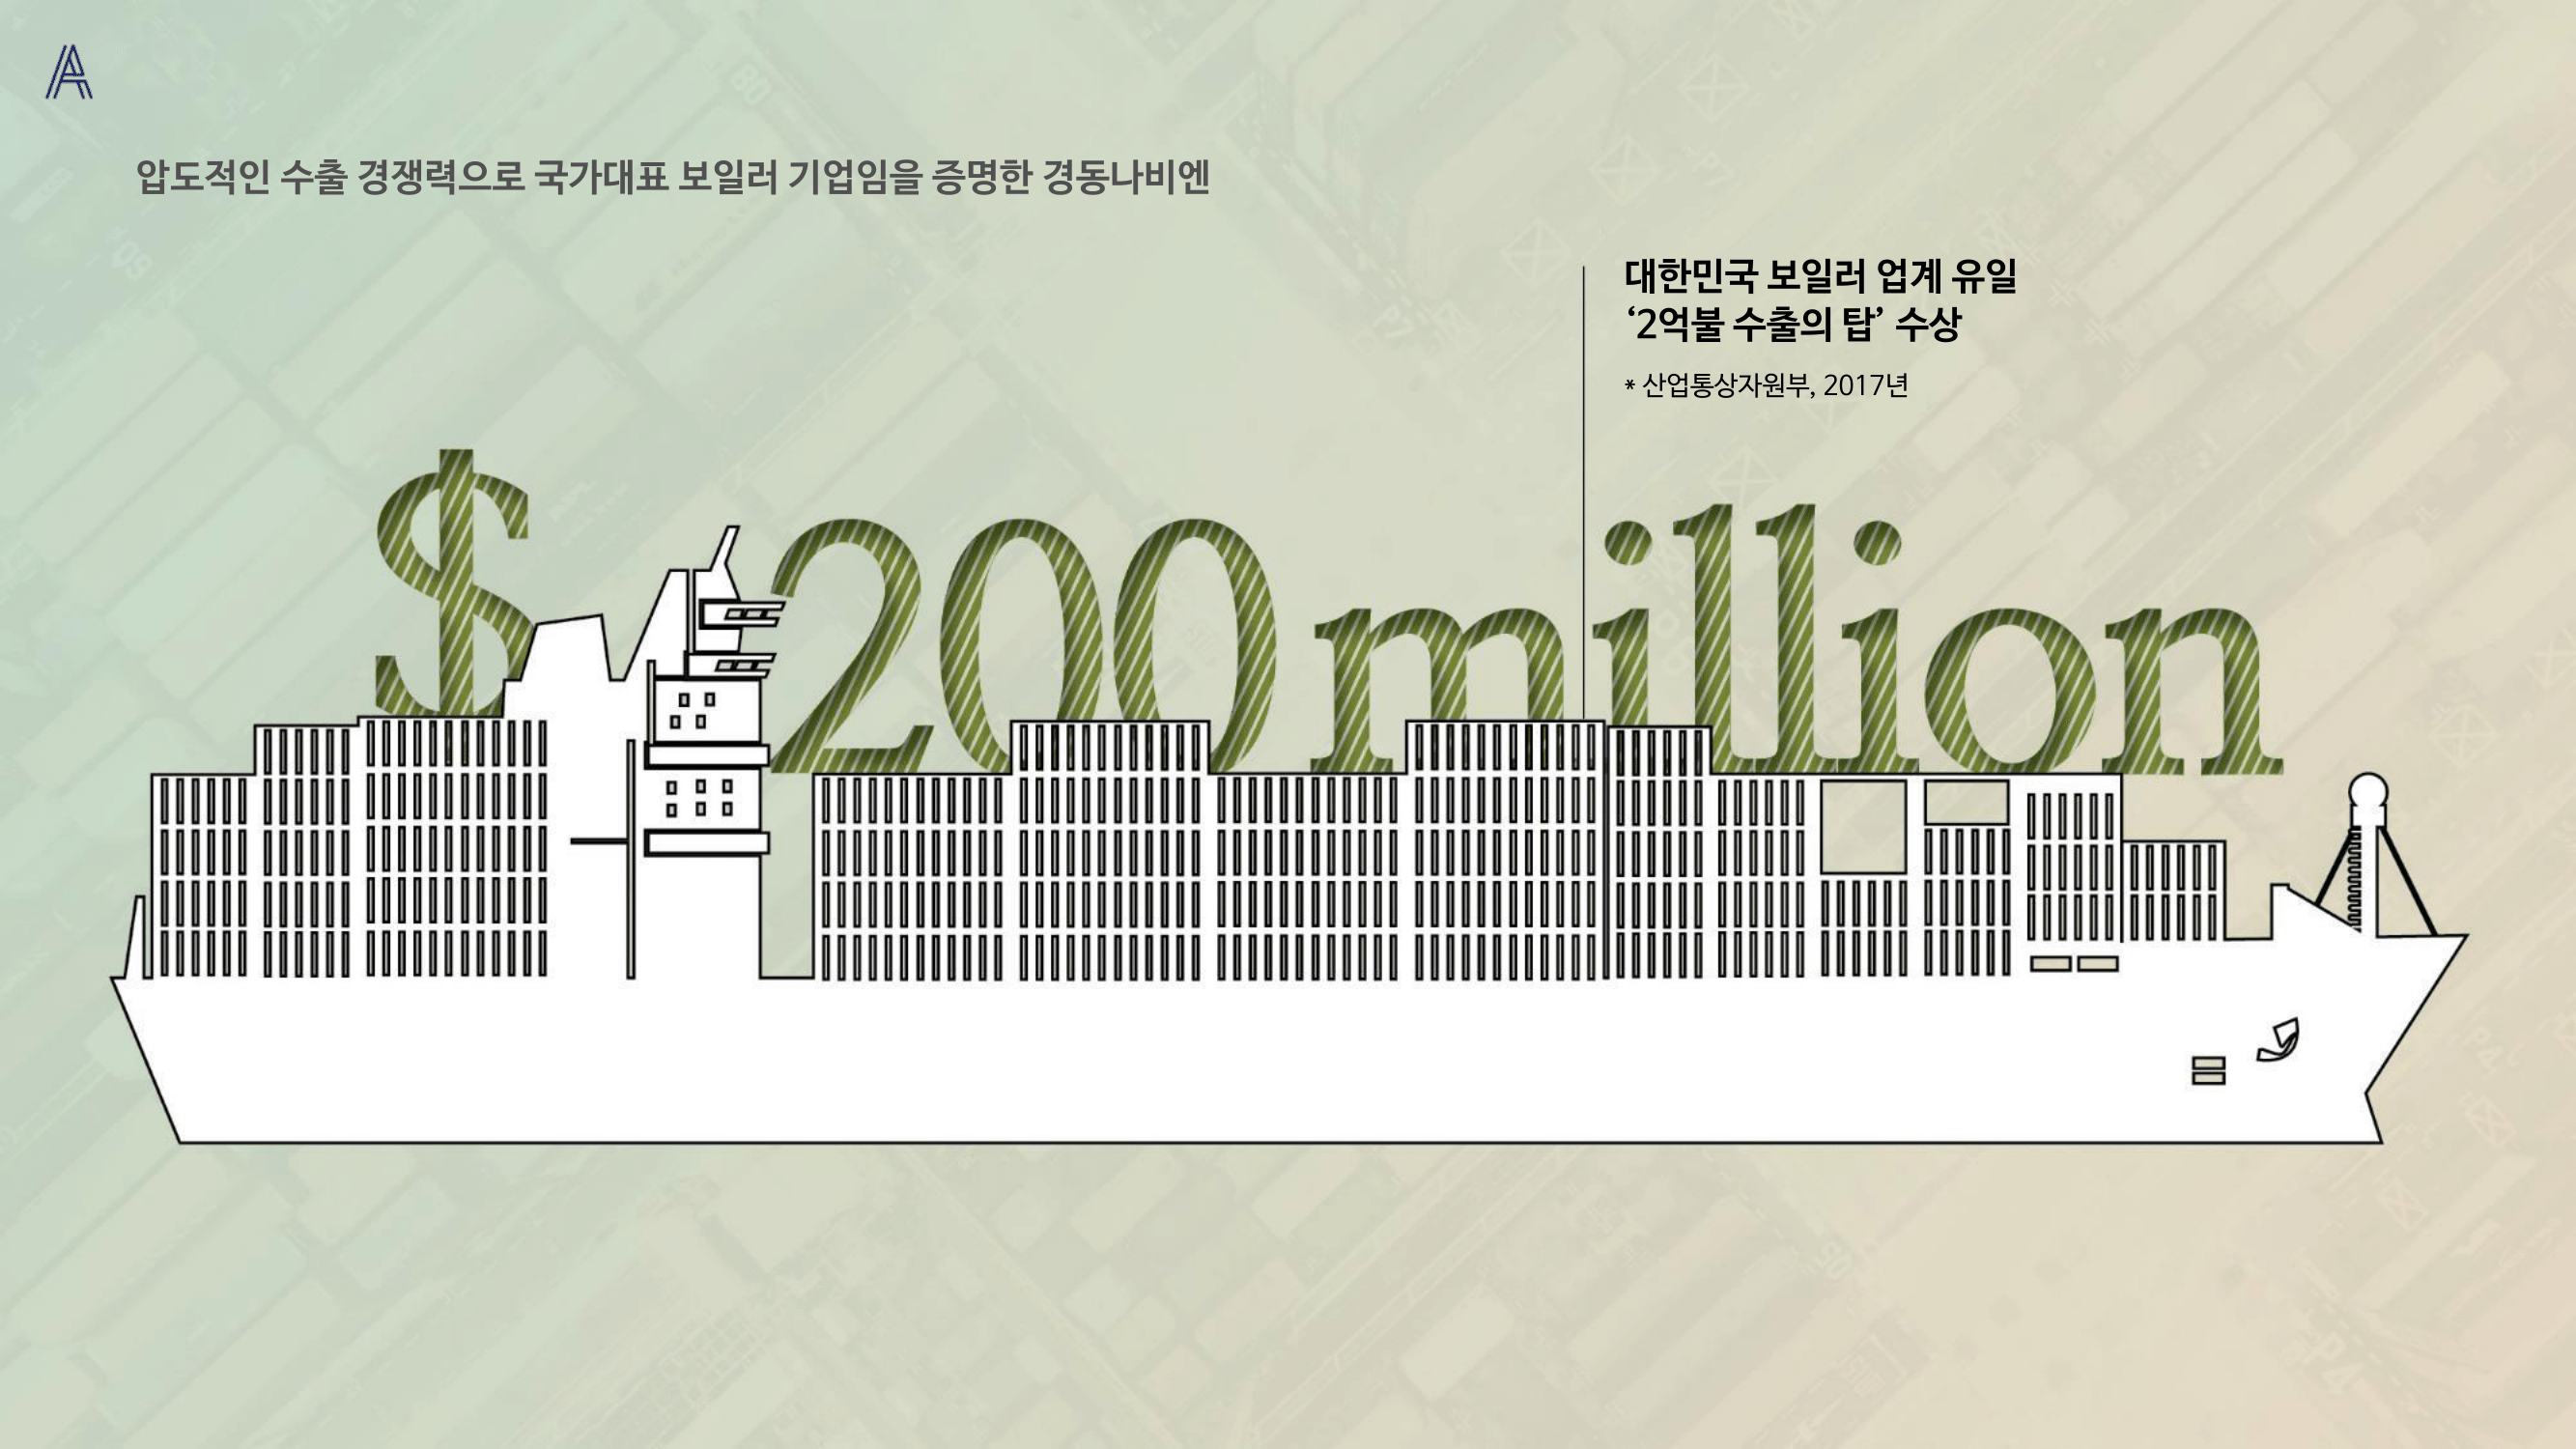 압도적인 수출 경쟁력으로 국가대표 보일러 기업임을 증명한 경동나비엔
대한민국 보일러 업계 유일
‘2억불 수출의 탑’ 수상
* 산업통상자원부, 2017년
$ 200 million